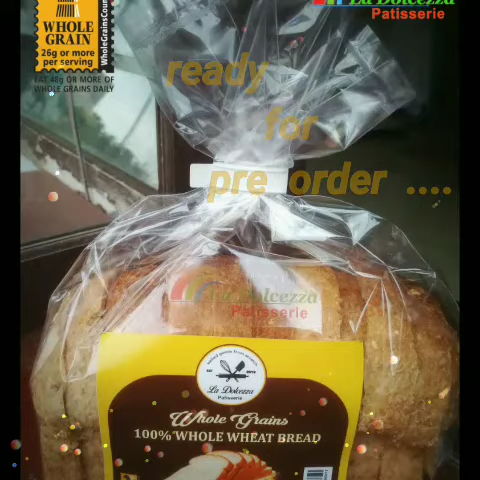 La Dolcezza
Patisserie
WHOLE
GRAIN
26g or more
per serving
WholeGrainsCoun
EAT 48g OR MORE OF
WHOLE GRAINS DAILY
ready
for
pre order ....
La Dolcezza
Patisserie
La Dolcezza
Patisserie
Whole Grains
100% WHOLE WHEAT BREAD